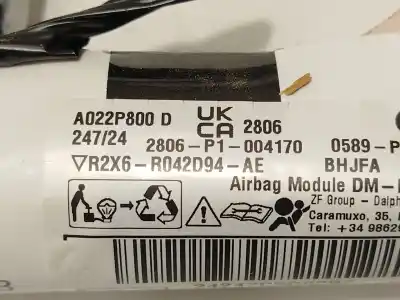 A022P800 D UK CA 2806
247/24 2806-P1-004170 0589-P
▽R2X6-R042D94-AE BHJFA
Airbag Module DM-
ZF Group - Dalph
Caramuxo, 35,
Tel: +34 9862